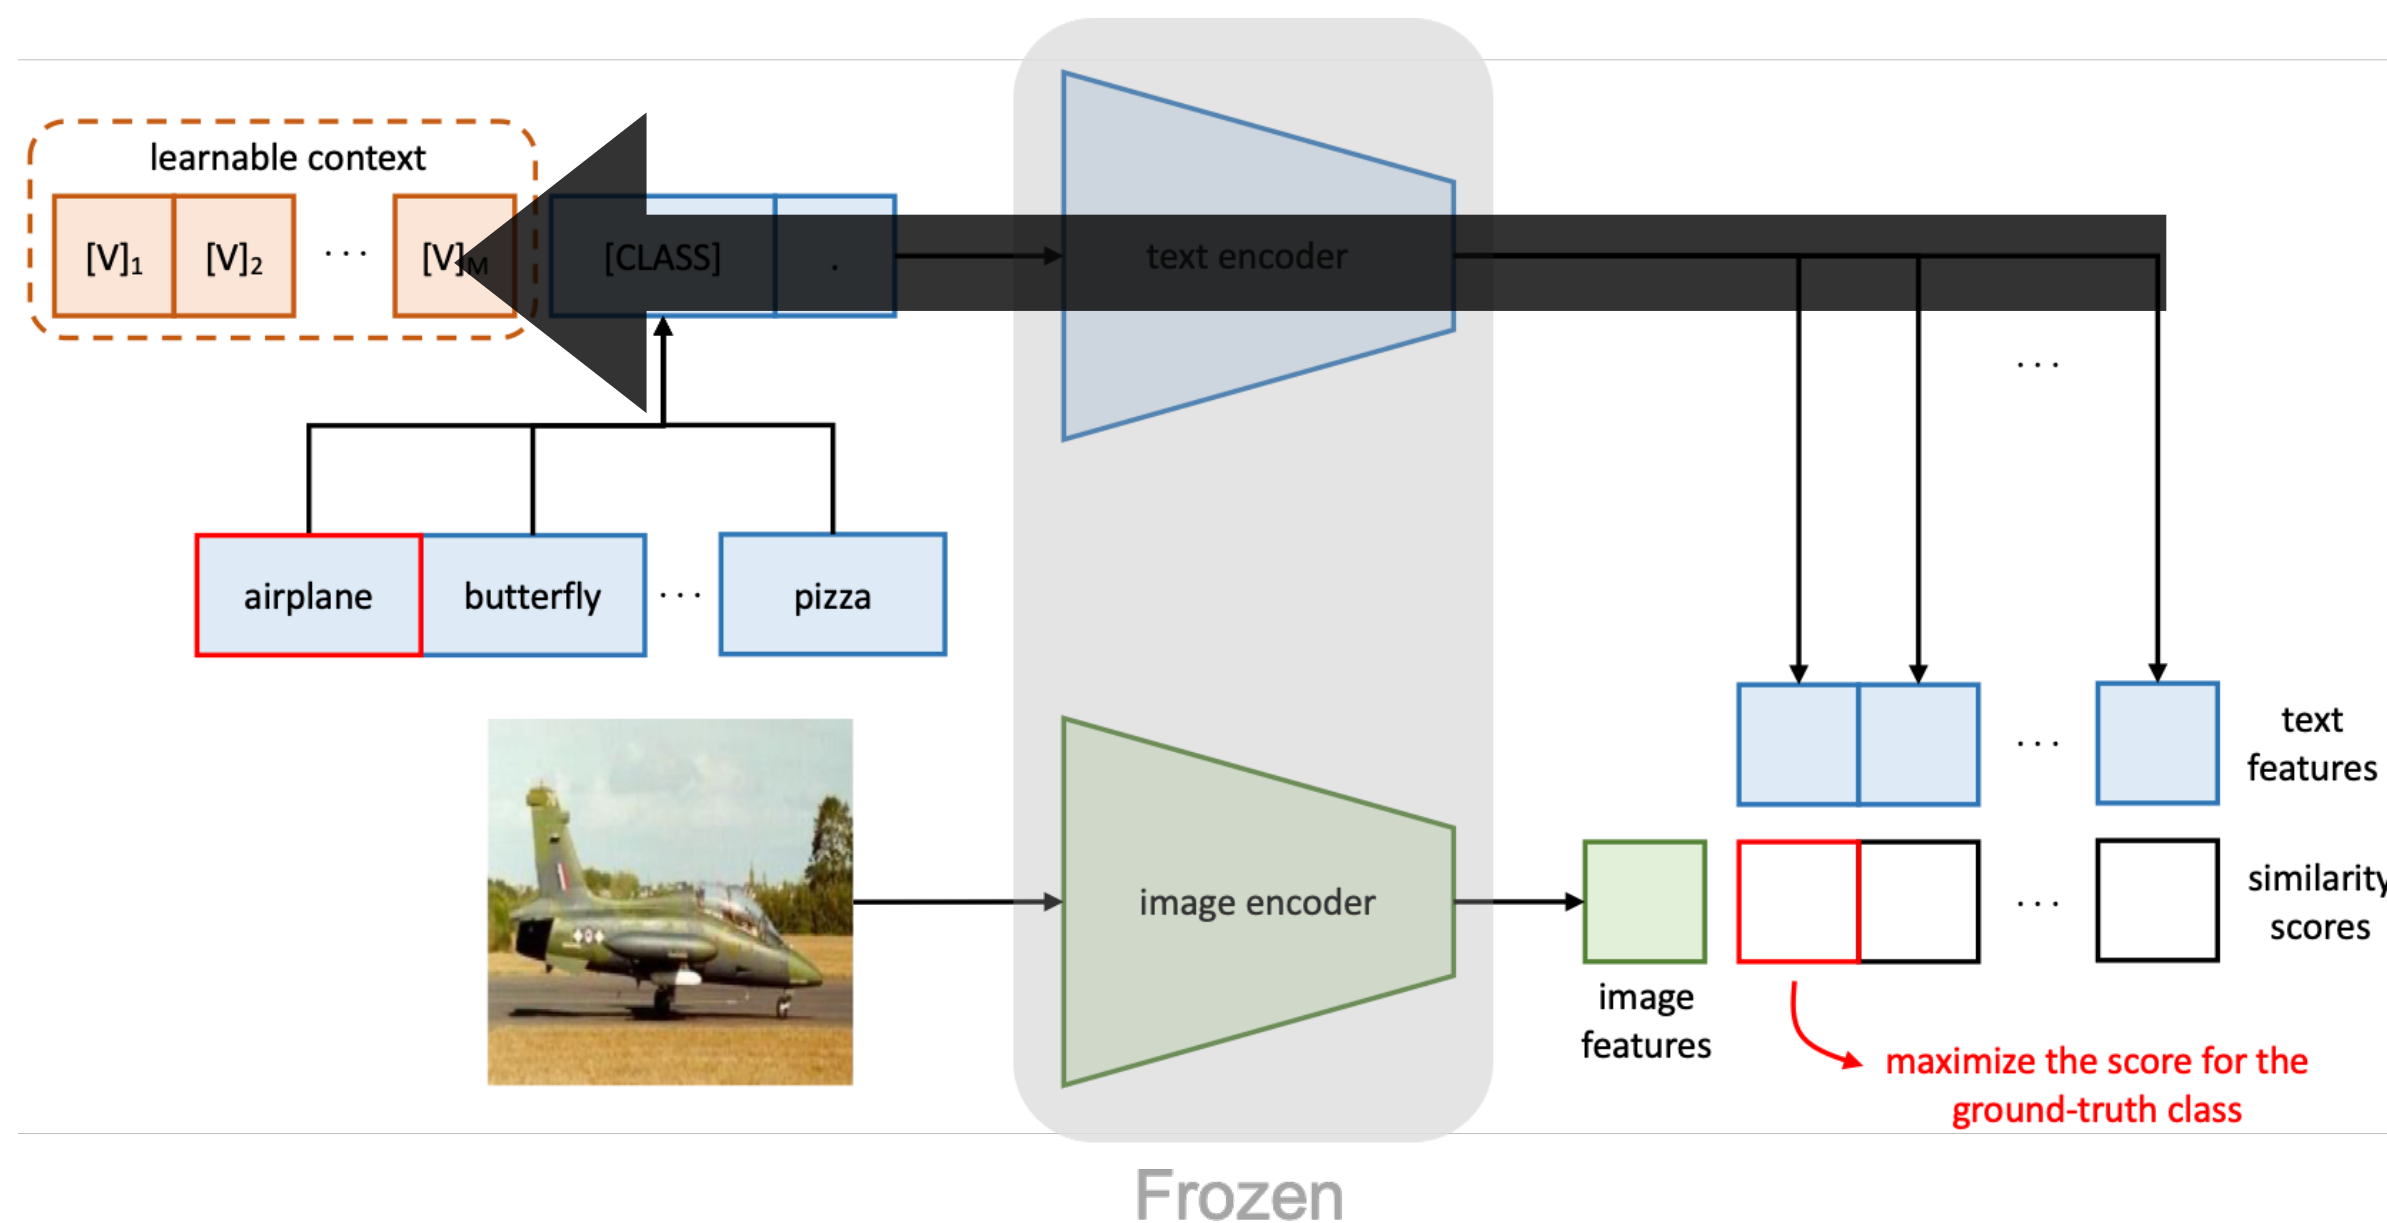 learnable context
[V]₁ [V]₂ ... [V]M [CLASS] . text encoder
...
airplane butterfly ... pizza
... text
features
image encoder ... similarity
scores
image
features
maximize the score for the
ground-truth class
Frozen